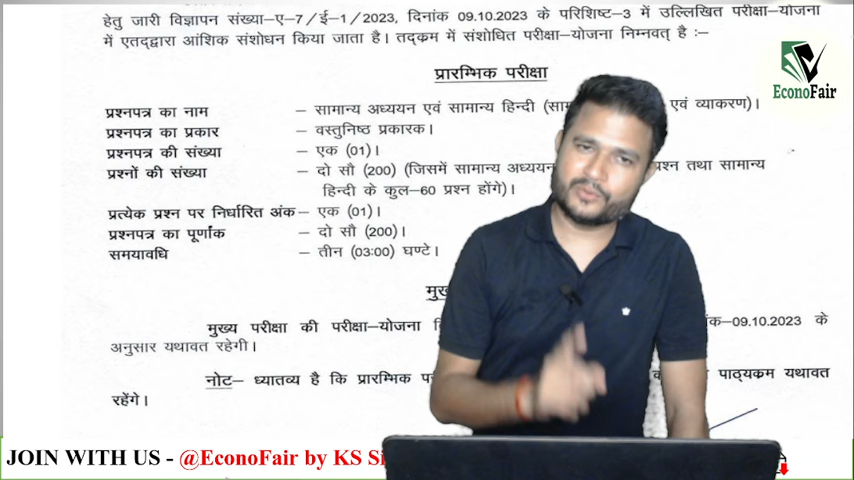 हेतु जारी विज्ञापन संख्या–ए–7/ई–1/2023, दिनांक 09.10.2023 के परिशिष्ट–3 में उल्लिखित परीक्षा–योजना
में एतद्द्वारा आंशिक संशोधन किया जाता है। तद्क्रम में संशोधित परीक्षा–योजना निम्नवत् है :–
EconoFair
प्रारम्भिक परीक्षा
प्रश्नपत्र का नाम – सामान्य अध्ययन एवं सामान्य हिन्दी एवं व्याकरण)।
प्रश्नपत्र का प्रकार – वस्तुनिष्ठ प्रकारक।
प्रश्नपत्र की संख्या – एक (01)।
प्रश्नों की संख्या – दो सौ (200) (जिसमें सामान्य अध्ययन तथा सामान्य
हिन्दी के कुल–60 प्रश्न होंगे)।
प्रत्येक प्रश्न पर निर्धारित अंक– एक (01)।
प्रश्नपत्र का पूर्णांक – दो सौ (200)।
समयावधि – तीन (03:00) घण्टे।
मुख्य परीक्षा की परीक्षा–योजना –09.10.2023 के
अनुसार यथावत रहेगी।
नोट– ध्यातव्य है कि प्रारम्भिक पाठ्यक्रम यथावत
रहेंगे।
JOIN WITH US - @EconoFair by KS